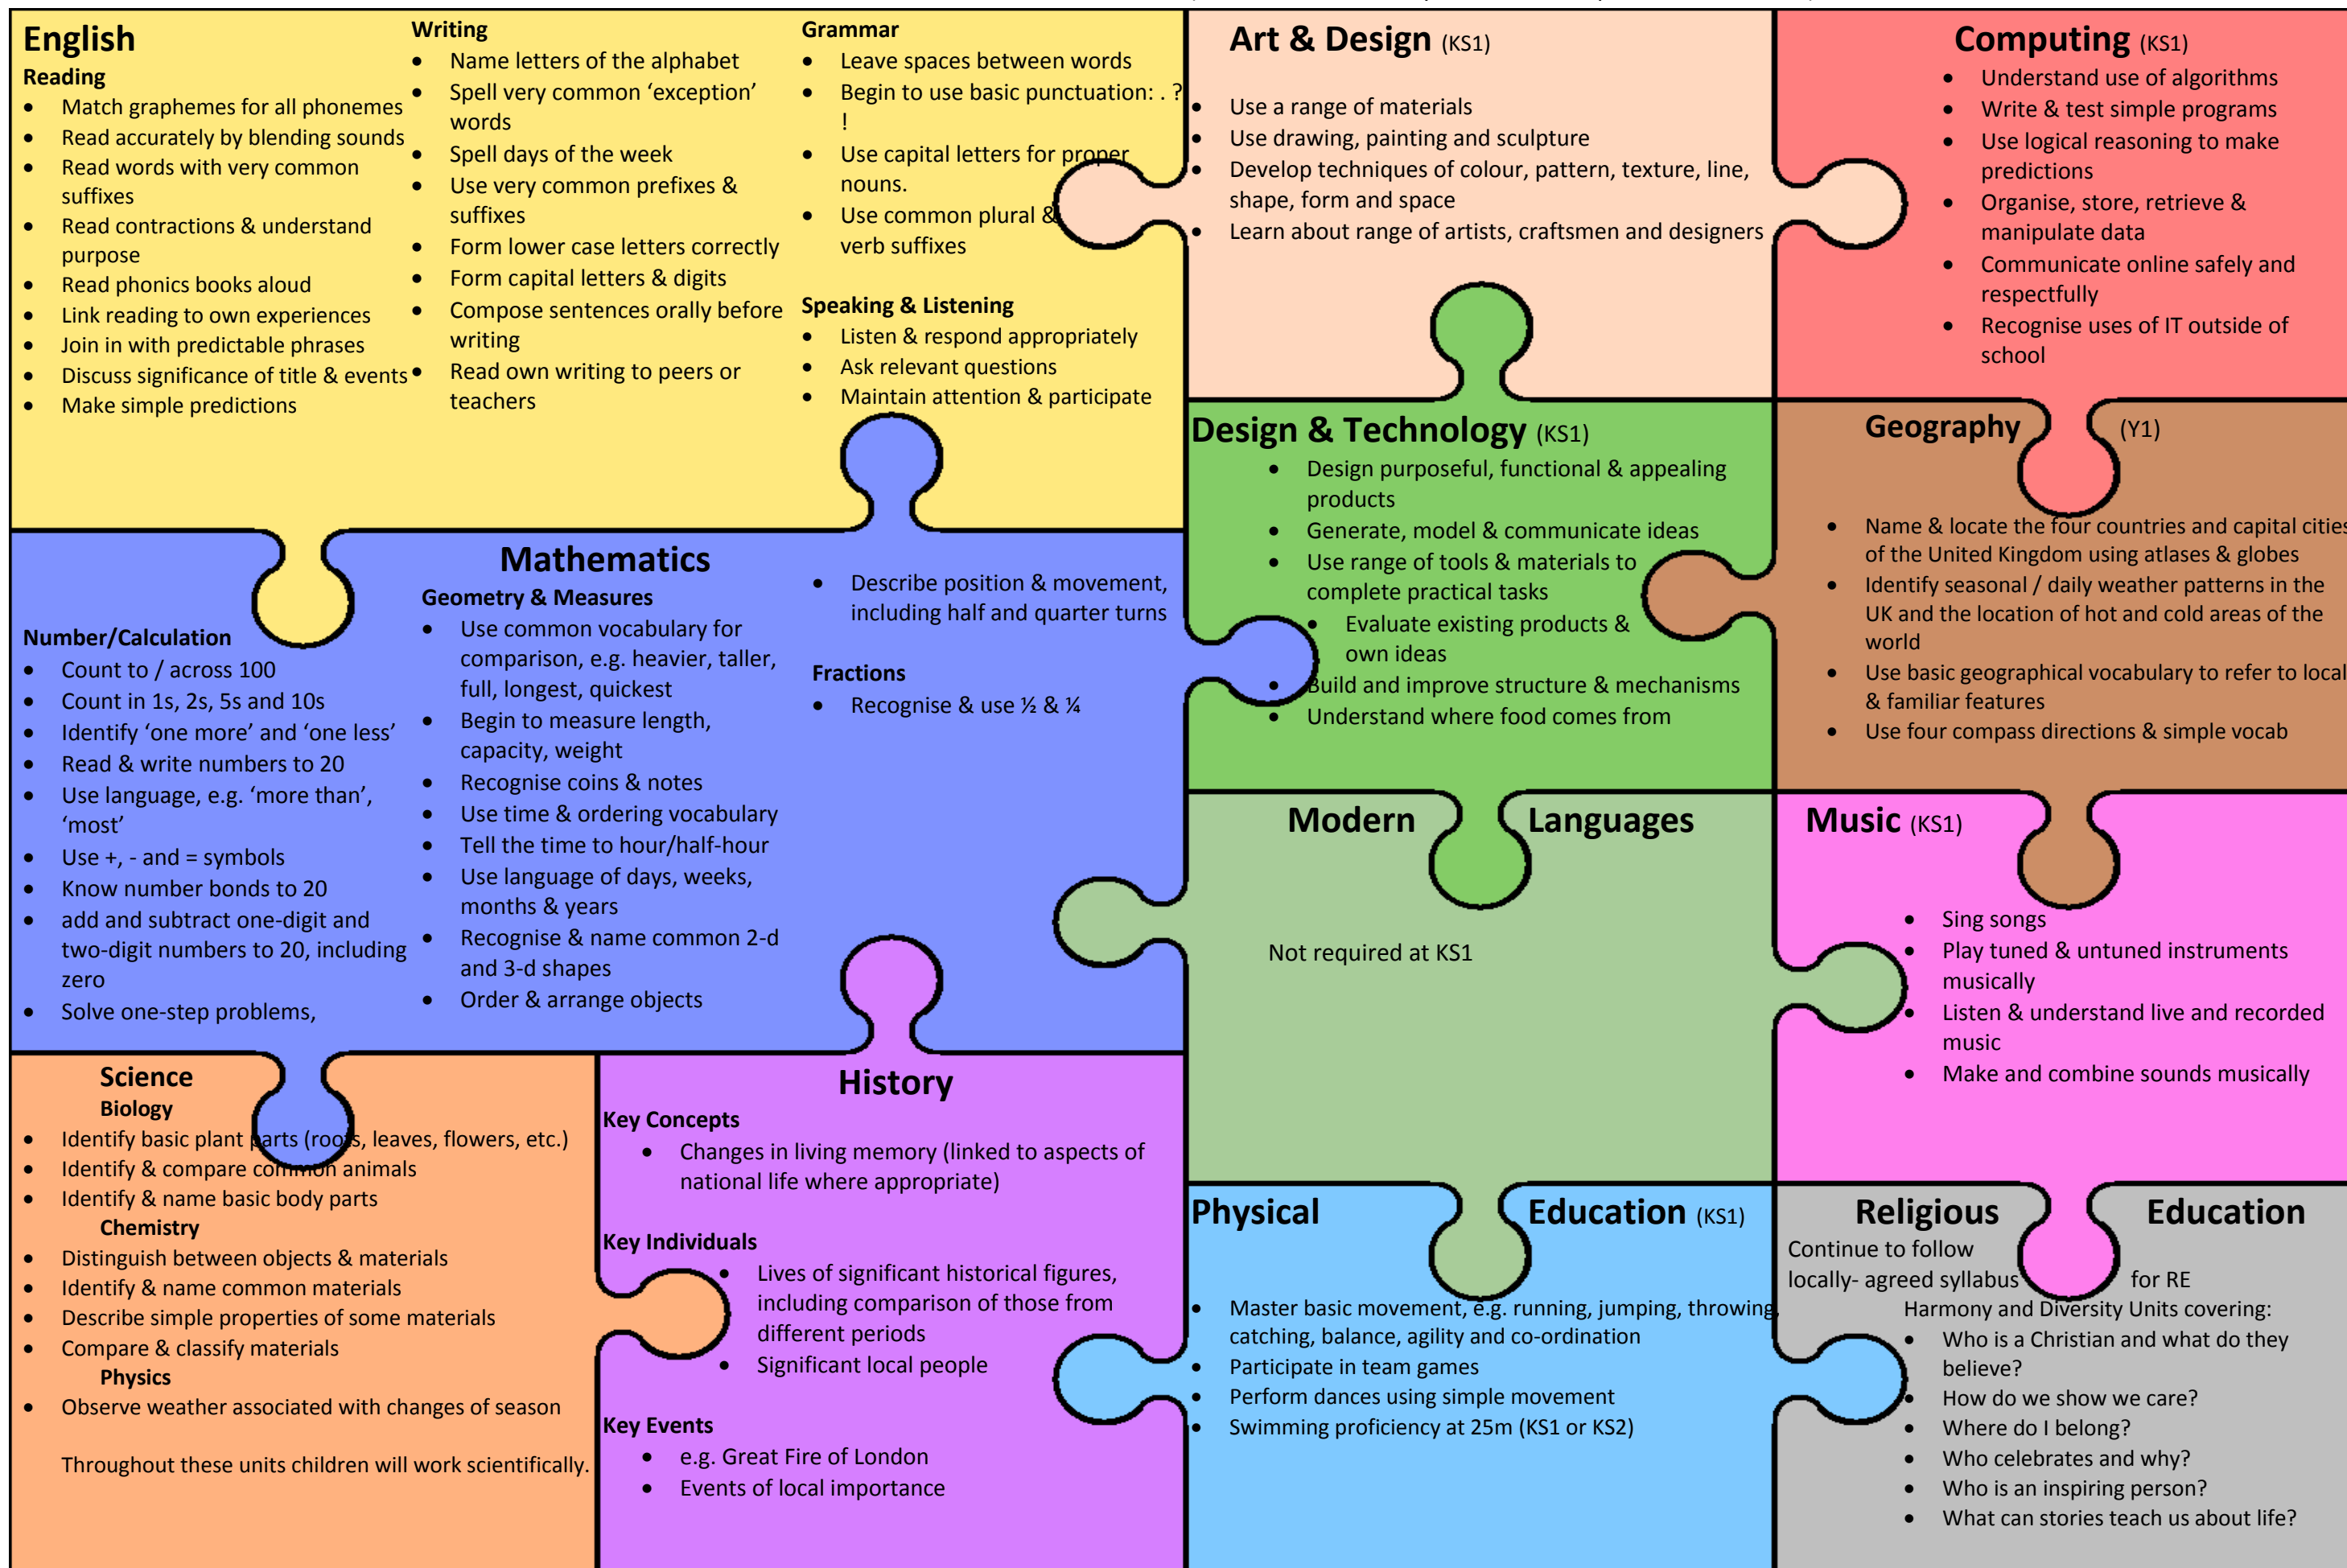 English
Reading
• Match graphemes for all phonemes
• Read accurately by blending sounds
• Read words with very common
suffixes
• Read contractions & understand
purpose
• Read phonics books aloud
• Link reading to own experiences
• Join in with predictable phrases
• Discuss significance of title & events
• Make simple predictions
Writing
• Name letters of the alphabet
• Spell very common ‘exception’
words
• Spell days of the week
• Use very common prefixes &
suffixes
• Form lower case letters correctly
• Form capital letters & digits
• Compose sentences orally before
writing
• Read own writing to peers or
teachers
Grammar
• Leave spaces between words
• Begin to use basic punctuation: . ?
!
• Use capital letters for proper
nouns.
• Use common plural &
verb suffixes
Speaking & Listening
• Listen & respond appropriately
• Ask relevant questions
• Maintain attention & participate
Art & Design (KS1)
• Use a range of materials
• Use drawing, painting and sculpture
• Develop techniques of colour, pattern, texture, line,
shape, form and space
• Learn about range of artists, craftsmen and designers
Computing (KS1)
• Understand use of algorithms
• Write & test simple programs
• Use logical reasoning to make
predictions
• Organise, store, retrieve &
manipulate data
• Communicate online safely and
respectfully
• Recognise uses of IT outside of
school
Mathematics
Number/Calculation
• Count to / across 100
• Count in 1s, 2s, 5s and 10s
• Identify ‘one more’ and ‘one less’
• Read & write numbers to 20
• Use language, e.g. ‘more than’,
‘most’
• Use +, - and = symbols
• Know number bonds to 20
• add and subtract one-digit and
two-digit numbers to 20, including
zero
• Solve one-step problems,
Geometry & Measures
• Use common vocabulary for
comparison, e.g. heavier, taller,
full, longest, quickest
• Begin to measure length,
capacity, weight
• Recognise coins & notes
• Use time & ordering vocabulary
• Tell the time to hour/half-hour
• Use language of days, weeks,
months & years
• Recognise & name common 2-d
and 3-d shapes
• Order & arrange objects
• Describe position & movement,
including half and quarter turns
Fractions
• Recognise & use ½ & ¼
Design & Technology (KS1)
• Design purposeful, functional & appealing
products
• Generate, model & communicate ideas
• Use range of tools & materials to
complete practical tasks
• Evaluate existing products &
own ideas
• Build and improve structure & mechanisms
• Understand where food comes from
Geography (Y1)
• Name & locate the four countries and capital cities
of the United Kingdom using atlases & globes
• Identify seasonal / daily weather patterns in the
UK and the location of hot and cold areas of the
world
• Use basic geographical vocabulary to refer to local
& familiar features
• Use four compass directions & simple vocab
Modern Languages
Not required at KS1
Music (KS1)
• Sing songs
• Play tuned & untuned instruments
musically
• Listen & understand live and recorded
music
• Make and combine sounds musically
Science
Biology
• Identify basic plant parts (roots, leaves, flowers, etc.)
• Identify & compare common animals
• Identify & name basic body parts
Chemistry
• Distinguish between objects & materials
• Identify & name common materials
• Describe simple properties of some materials
• Compare & classify materials
Physics
• Observe weather associated with changes of season
Throughout these units children will work scientifically.
History
Key Concepts
• Changes in living memory (linked to aspects of
national life where appropriate)
Key Individuals
• Lives of significant historical figures,
including comparison of those from
different periods
• Significant local people
Key Events
• e.g. Great Fire of London
• Events of local importance
Physical Education (KS1)
• Master basic movement, e.g. running, jumping, throwing,
catching, balance, agility and co-ordination
• Participate in team games
• Perform dances using simple movement
• Swimming proficiency at 25m (KS1 or KS2)
Religious Education
Continue to follow
locally- agreed syllabus for RE
Harmony and Diversity Units covering:
• Who is a Christian and what do they
believe?
• How do we show we care?
• Where do I belong?
• Who celebrates and why?
• Who is an inspiring person?
• What can stories teach us about life?